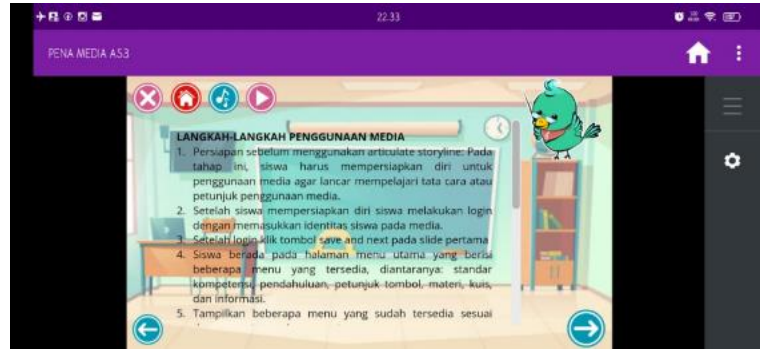 22.33
PENA MEDIA A53
LANGKAH-LANGKAH PENGGUNAAN MEDIA
1. Persiapan sebelum menggunakan articulate storyline: Pada
tahap ini, siswa harus mempersiapkan diri untuk
penggunaan media agar lancar mempelajari tata cara atau
petunjuk penggunaan media.
2. Setelah siswa mempersiapkan diri siswa melakukan login
dengan memasukkan identitas siswa pada media.
3. Setelah login klik tombol save and next pada slide pertama
4. Siswa berada pada halaman menu utama yang berisi
beberapa menu yang tersedia, diantaranya: standar
kompetensi, pendahuluan, petunjuk tombol, materi, kuis,
dan informasi.
5. Tampilkan beberapa menu yang sudah tersedia sesuai